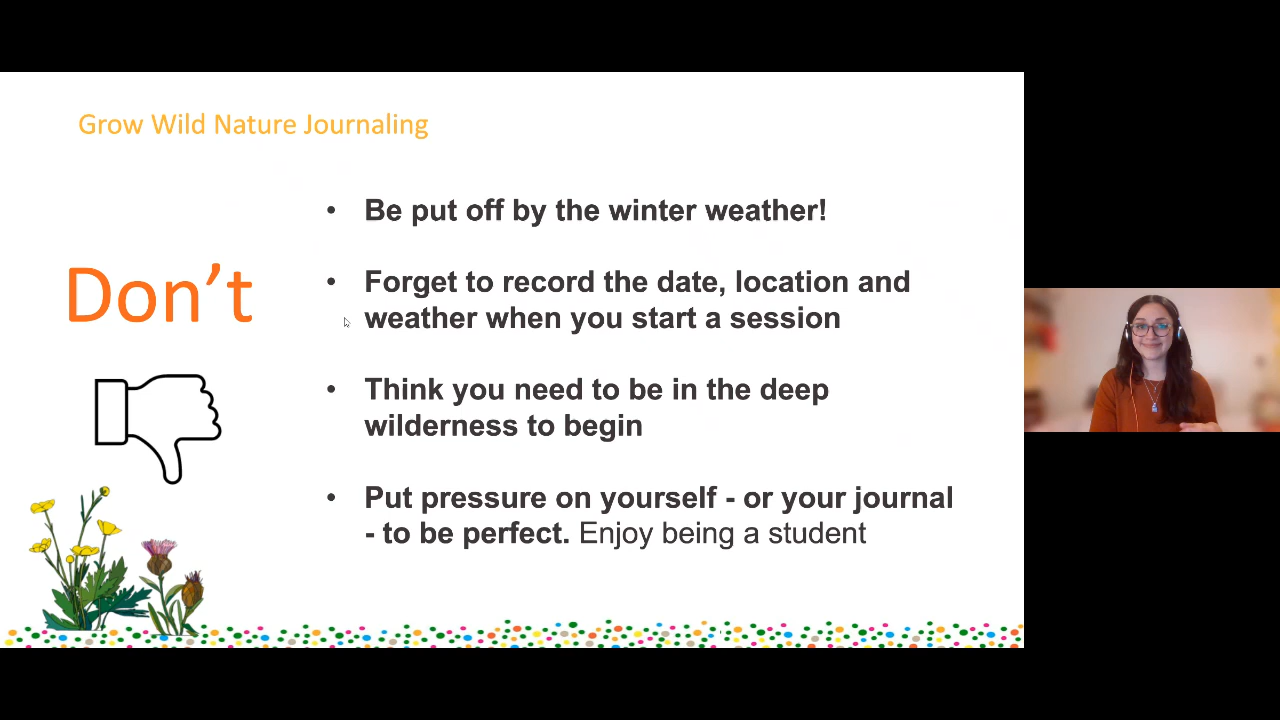 Grow Wild Nature Journaling
Don't
• Be put off by the winter weather!
• Forget to record the date, location and
weather when you start a session
• Think you need to be in the deep
wilderness to begin
• Put pressure on yourself - or your journal
- to be perfect. Enjoy being a student